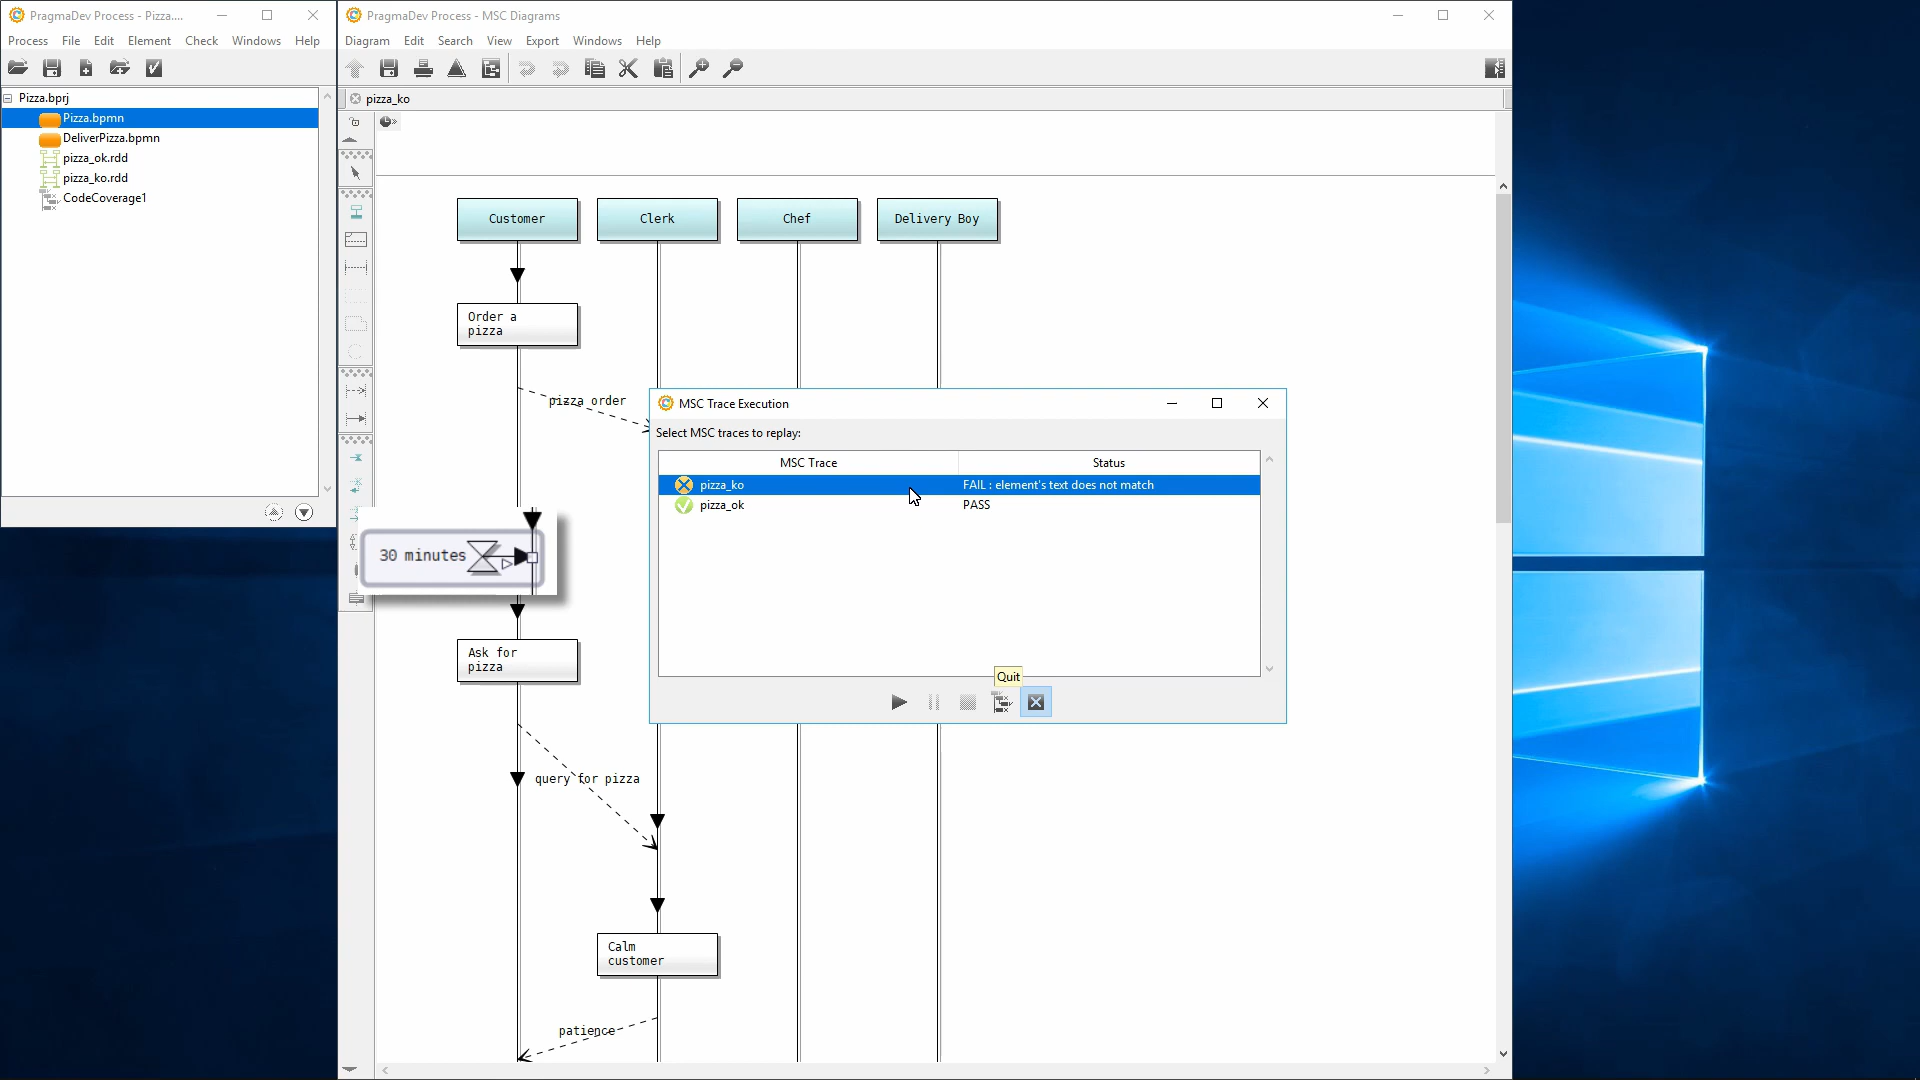 PragmaDev Process - Pizza....
Process File Edit Element Check Windows Help
Pizza.bprj
Pizza.bpmn
DeliverPizza.bpmn
pizza_ok.rdd
pizza_ko.rdd
CodeCoverage1
PragmaDev Process - MSC Diagrams
Diagram Edit Search View Export Windows Help
pizza_ko
Customer
Clerk
Chef
Delivery Boy
Order a
pizza
pizza order
30 minutes
Ask for
pizza
query for pizza
Calm
customer
patience
MSC Trace Execution
Select MSC traces to replay:
MSC Trace Status
pizza_ko FAIL : element's text does not match
pizza_ok PASS
Quit